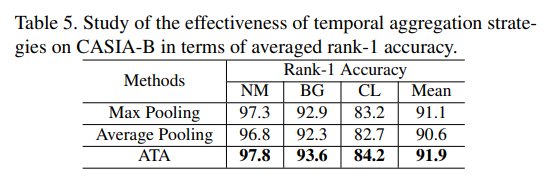 Table 5. Study of the effectiveness of temporal aggregation strate-
gies on CASIA-B in terms of averaged rank-1 accuracy.
Methods Rank-1 Accuracy
NM BG CL Mean
Max Pooling 97.3 92.9 83.2 91.1
Average Pooling 96.8 92.3 82.7 90.6
ATA 97.8 93.6 84.2 91.9